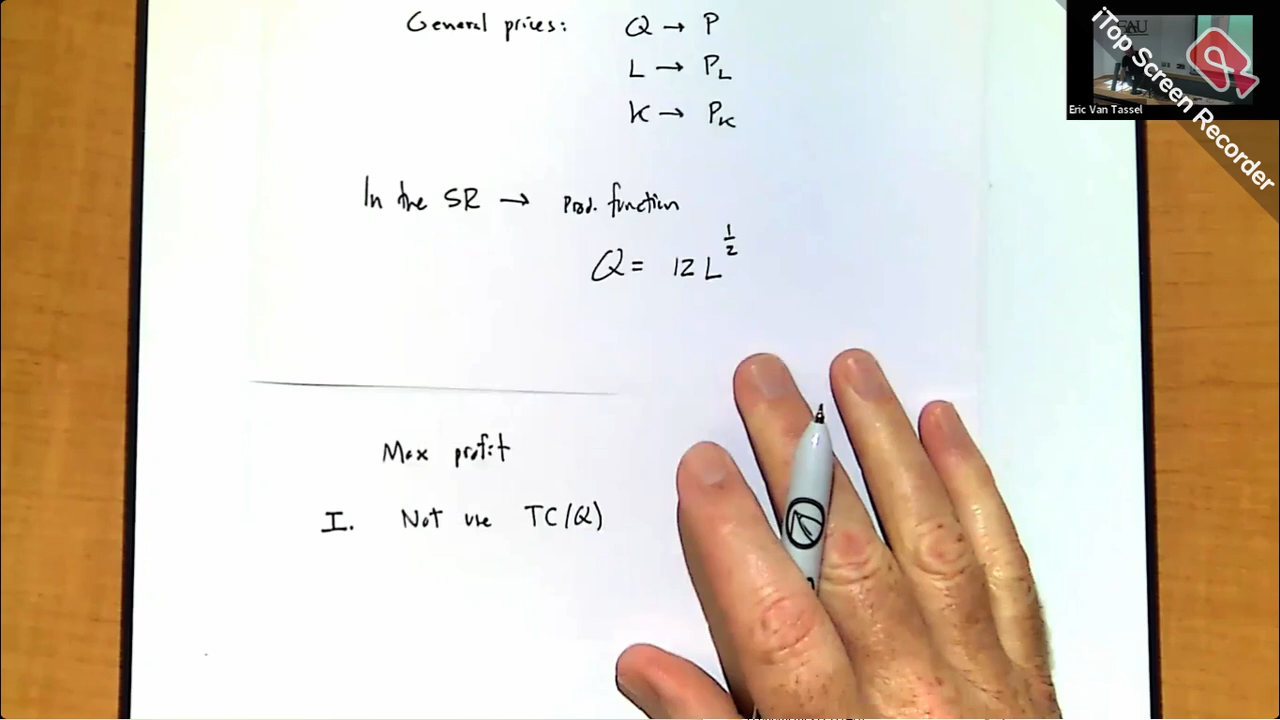 General prices: Q → P
L → P_L
K → P_K
In the SR → Prod. function
Q = 12 L^1/2
Max profit
I. Not use TC(Q)
FAU
Eric Van Tassel
iTop Screen Recorder